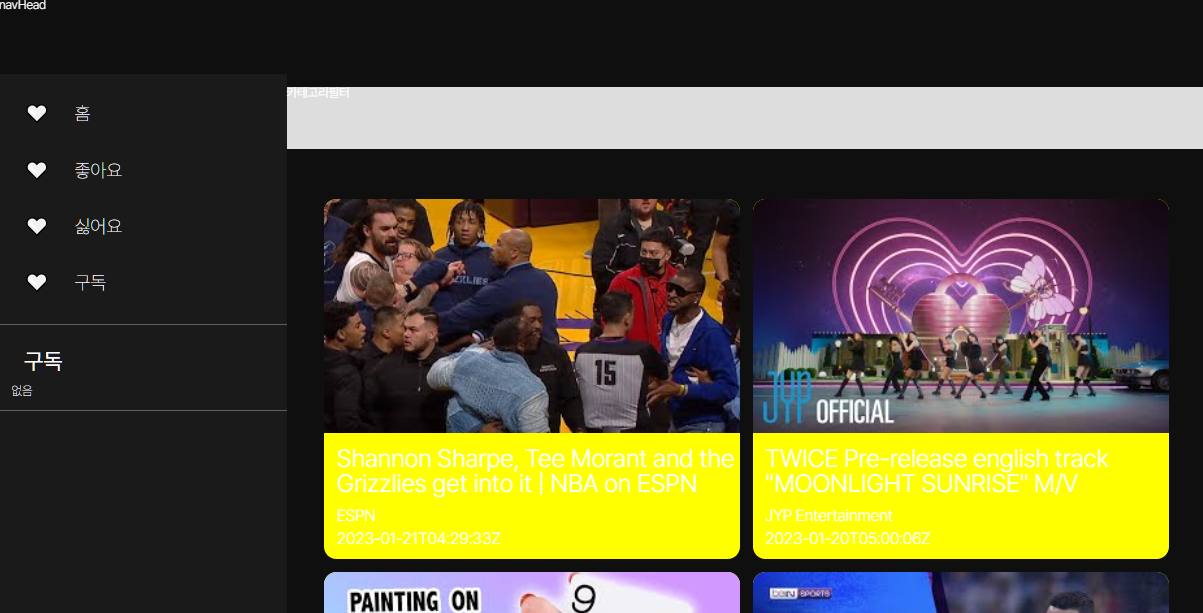 navHead
카테고리필터
홈
좋아요
싫어요
구독
구독
없음
15
JYP OFFICIAL
Shannon Sharpe, Tee Morant and the
Grizzlies get into it | NBA on ESPN
ESPN
2023-01-21T04:29:33Z
TWICE Pre-release english track
"MOONLIGHT SUNRISE" M/V
JYP Entertainment
2023-01-20T05:00:06Z
PAINTING ON
9
beIN SPORTS